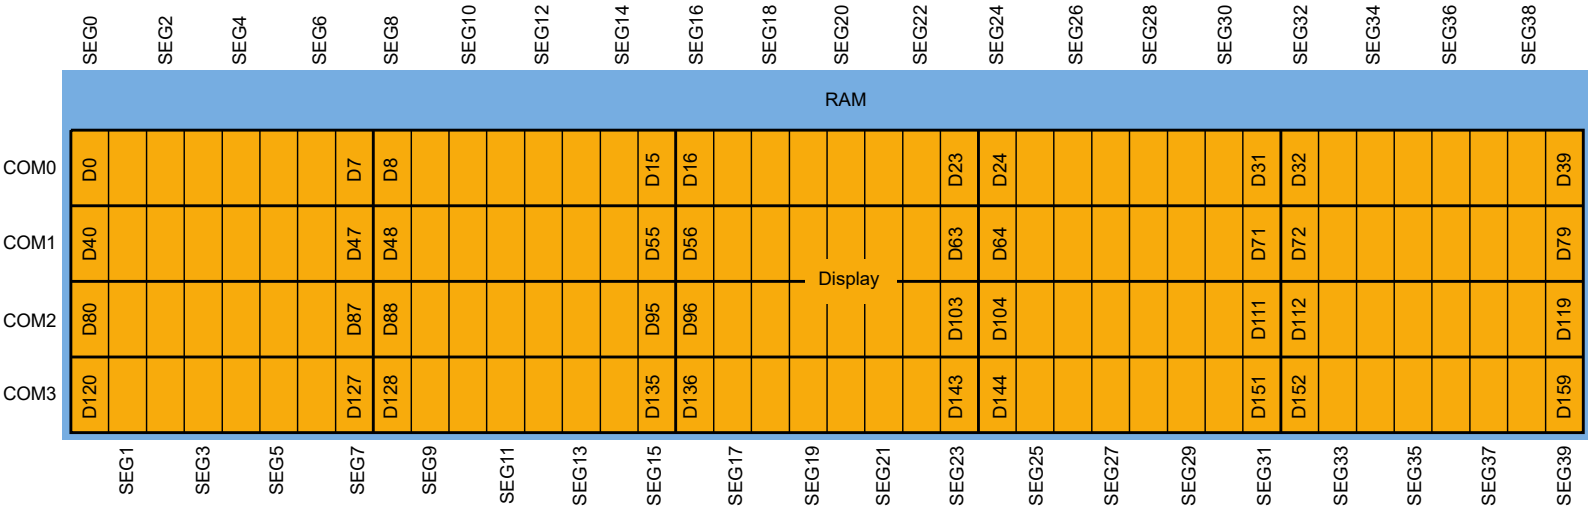 SEG0 SEG2 SEG4 SEG6 SEG8 SEG10 SEG12 SEG14 SEG16 SEG18 SEG20 SEG22 SEG24 SEG26 SEG28 SEG30 SEG32 SEG34 SEG36 SEG38
RAM
COM0 D0 D7 D8 D15 D16 D23 D24 D31 D32 D39
COM1 D40 D47 D48 D55 D56 D63 D64 D71 D72 D79
Display
COM2 D80 D87 D88 D95 D96 D103 D104 D111 D112 D119
COM3 D120 D127 D128 D135 D136 D143 D144 D151 D152 D159
SEG1 SEG3 SEG5 SEG7 SEG9 SEG11 SEG13 SEG15 SEG17 SEG19 SEG21 SEG23 SEG25 SEG27 SEG29 SEG31 SEG33 SEG35 SEG37 SEG39